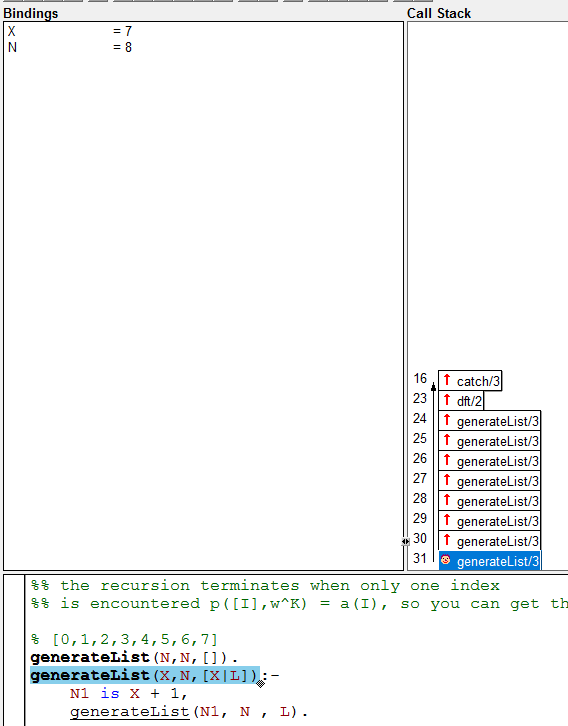 Bindings
Call Stack
X = 7
N = 8
16 catch/3
23 dft/2
24 generateList/3
25 generateList/3
26 generateList/3
27 generateList/3
28 generateList/3
29 generateList/3
30 generateList/3
31 generateList/3
%% the recursion terminates when only one index
%% is encountered p([I],w^K) = a(I), so you can get th
% [0,1,2,3,4,5,6,7]
generateList(N,N,[]).
generateList(X,N,[X|L]):-
N1 is X + 1,
generateList(N1, N , L).